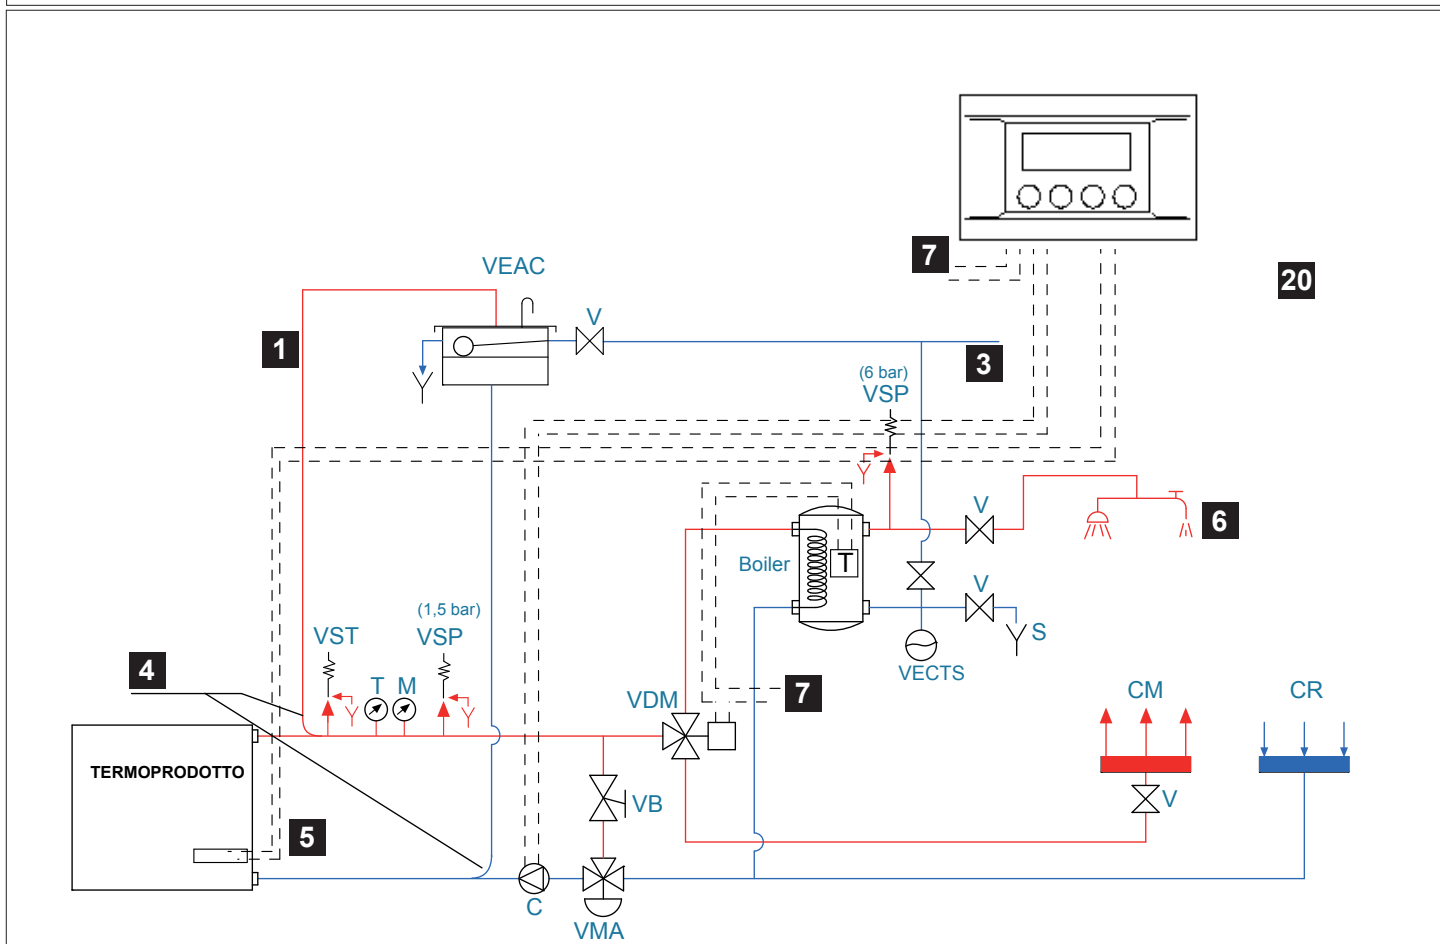 7
20
VEAC
V
1
3
(6 bar)
VSP
V
6
Boiler
T
V
S
(1,5 bar)
VST
VSP
VECTS
4
T
M
VDM
7
CM
CR
TERMOPRODOTTO
VB
V
5
C
VMA